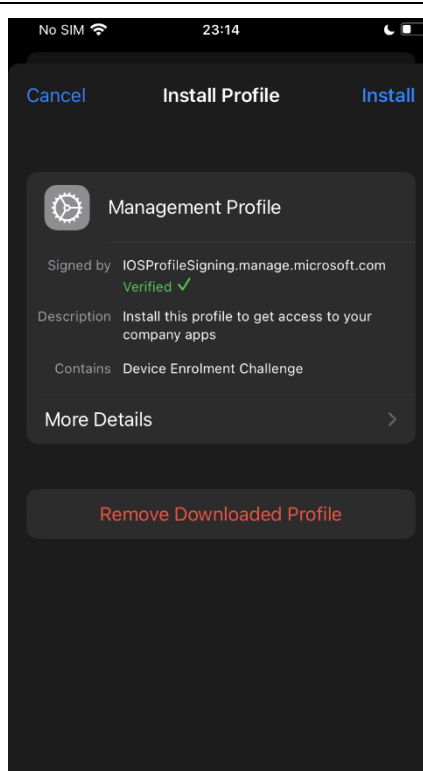 No SIM 23:14
Cancel Install Profile Install
Management Profile
Signed by IOSProfileSigning.manage.microsoft.com
Verified ✓
Description Install this profile to get access to your
company apps
Contains Device Enrolment Challenge
More Details
Remove Downloaded Profile